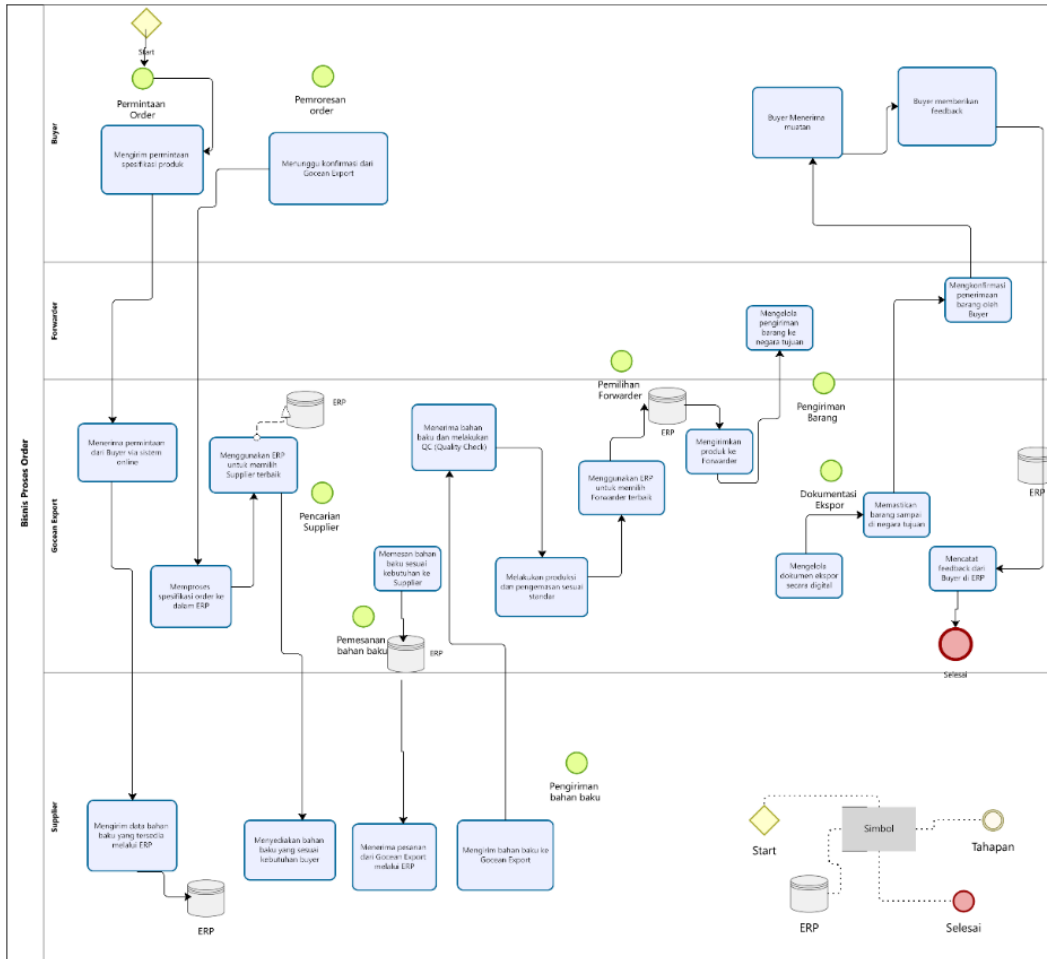 Bisnis Proses Order
Buyer
Start
Permintaan
Order
Pemroresan
order
Mengirim permintaan
spesifikasi produk
Menunggu konfirmasi dari
Gocean Export
Buyer Menerima
muatan
Buyer memberikan
feedback
Forwarder
Mengelola
pengiriman
barang ke
negara tujuan
Mengkonfirmasi
penerimaan
barang oleh
Buyer
Gocean Export
Menerima permintaan
dari Buyer via sistem
online
Menggunakan ERP
untuk memilih
Supplier terbaik
ERP
Pencarian
Supplier
Memproses
spesifikasi order ke
dalam ERP
Memesan bahan
baku sesuai
kebutuhan ke
Supplier
Pemesanan
bahan baku
ERP
Menerima bahan
baku dan melakukan
QC (Quality Check)
Melakukan produksi
dan pengemasan sesuai
standar
Pemilihan
Forwarder
Menggunakan ERP
untuk memilih
Forwarder terbaik
ERP
Mengirimkan
produk ke
Forwarder
Pengiriman
Barang
Dokumentasi
Ekspor
Mengelola
dokumen ekspor
secara digital
Memastikan
barang sampai
di negara tujuan
ERP
Mencatat
feedback dari
Buyer di ERP
Selesai
Supplier
Mengirim data bahan
baku yang tersedia
melalui ERP
ERP
Menyediakan bahan
baku yang sesuai
kebutuhan buyer
Menerima pesanan
dari Gocean Export
melalui ERP
Mengirim bahan baku ke
Gocean Export
Pengiriman
bahan baku
Start
Simbol
Tahapan
ERP
Selesai